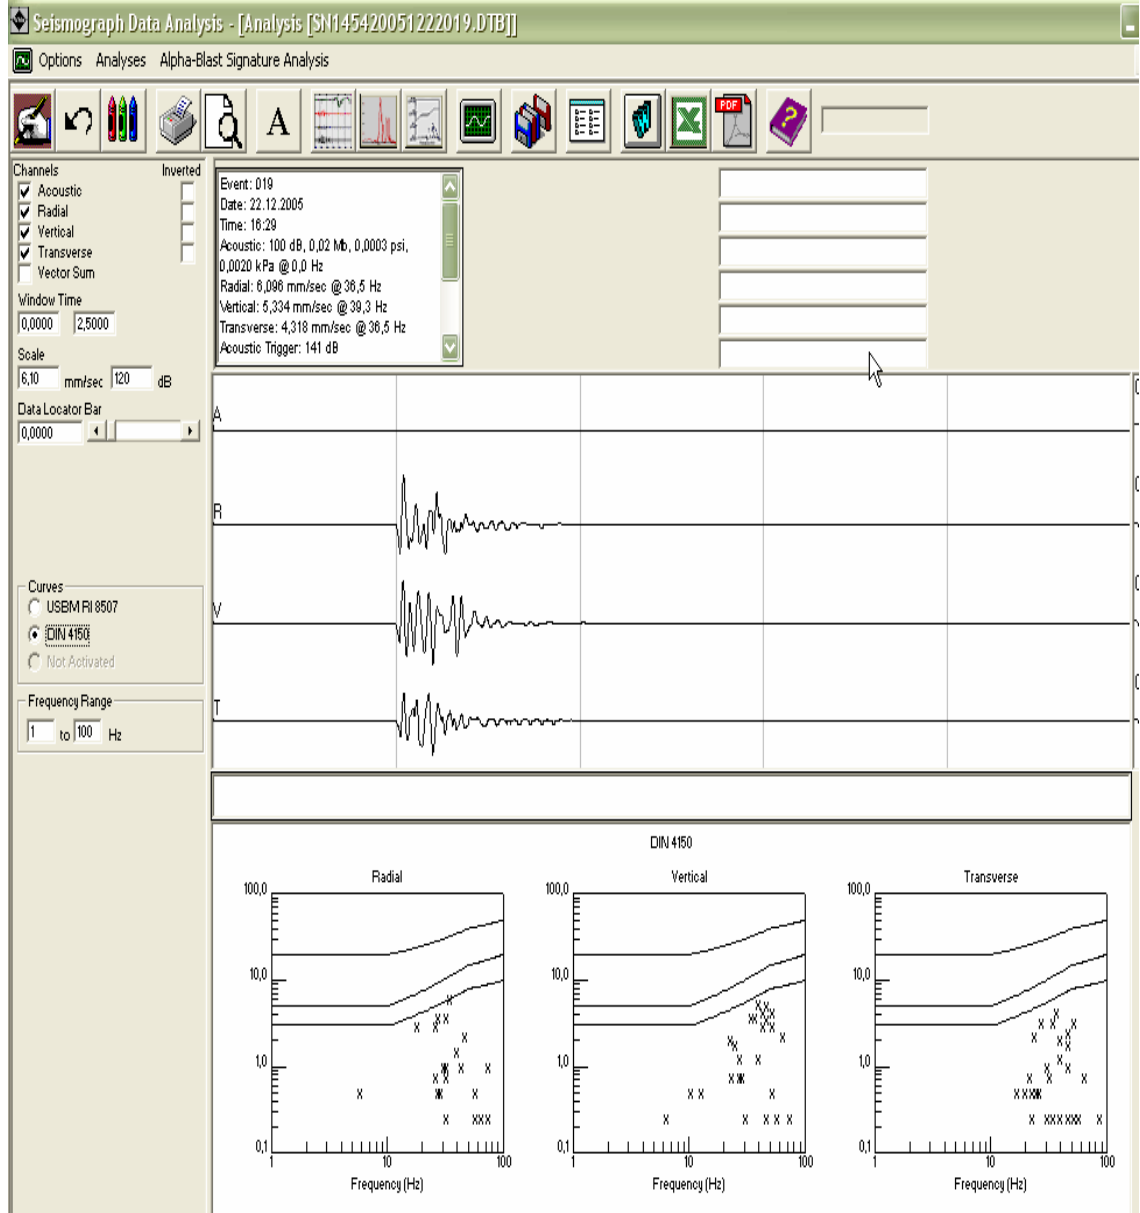 Seismograph Data Analysis - [Analysis [SN145420051222019.DTB]]
Options Analyses Alpha-Blast Signature Analysis
A
PDF
?
Channels Inverted
Acoustic
Radial
Vertical
Transverse
Vector Sum
Window Time
0,0000 2,5000
Scale
6,10 mm/sec 120 dB
Data Locator Bar
0,0000
Event: 019
Date: 22.12.2005
Time: 16:29
Acoustic: 100 dB, 0,02 Mb, 0,0003 psi,
0,0020 kPa @ 0,0 Hz
Radial: 6,096 mm/sec @ 36,5 Hz
Vertical: 5,334 mm/sec @ 39,3 Hz
Transverse: 4,318 mm/sec @ 36,5 Hz
Acoustic Trigger: 141 dB
A
R
V
T
Curves
USBM RI 8507
DIN 4150
Not Activated
Frequency Range
1 to 100 Hz
DIN 4150
Radial
100,0
10,0
1,0
0,1
1 10 100
Frequency (Hz)
Vertical
100,0
10,0
1,0
0,1
1 10 100
Frequency (Hz)
Transverse
100,0
10,0
1,0
0,1
1 10 100
Frequency (Hz)